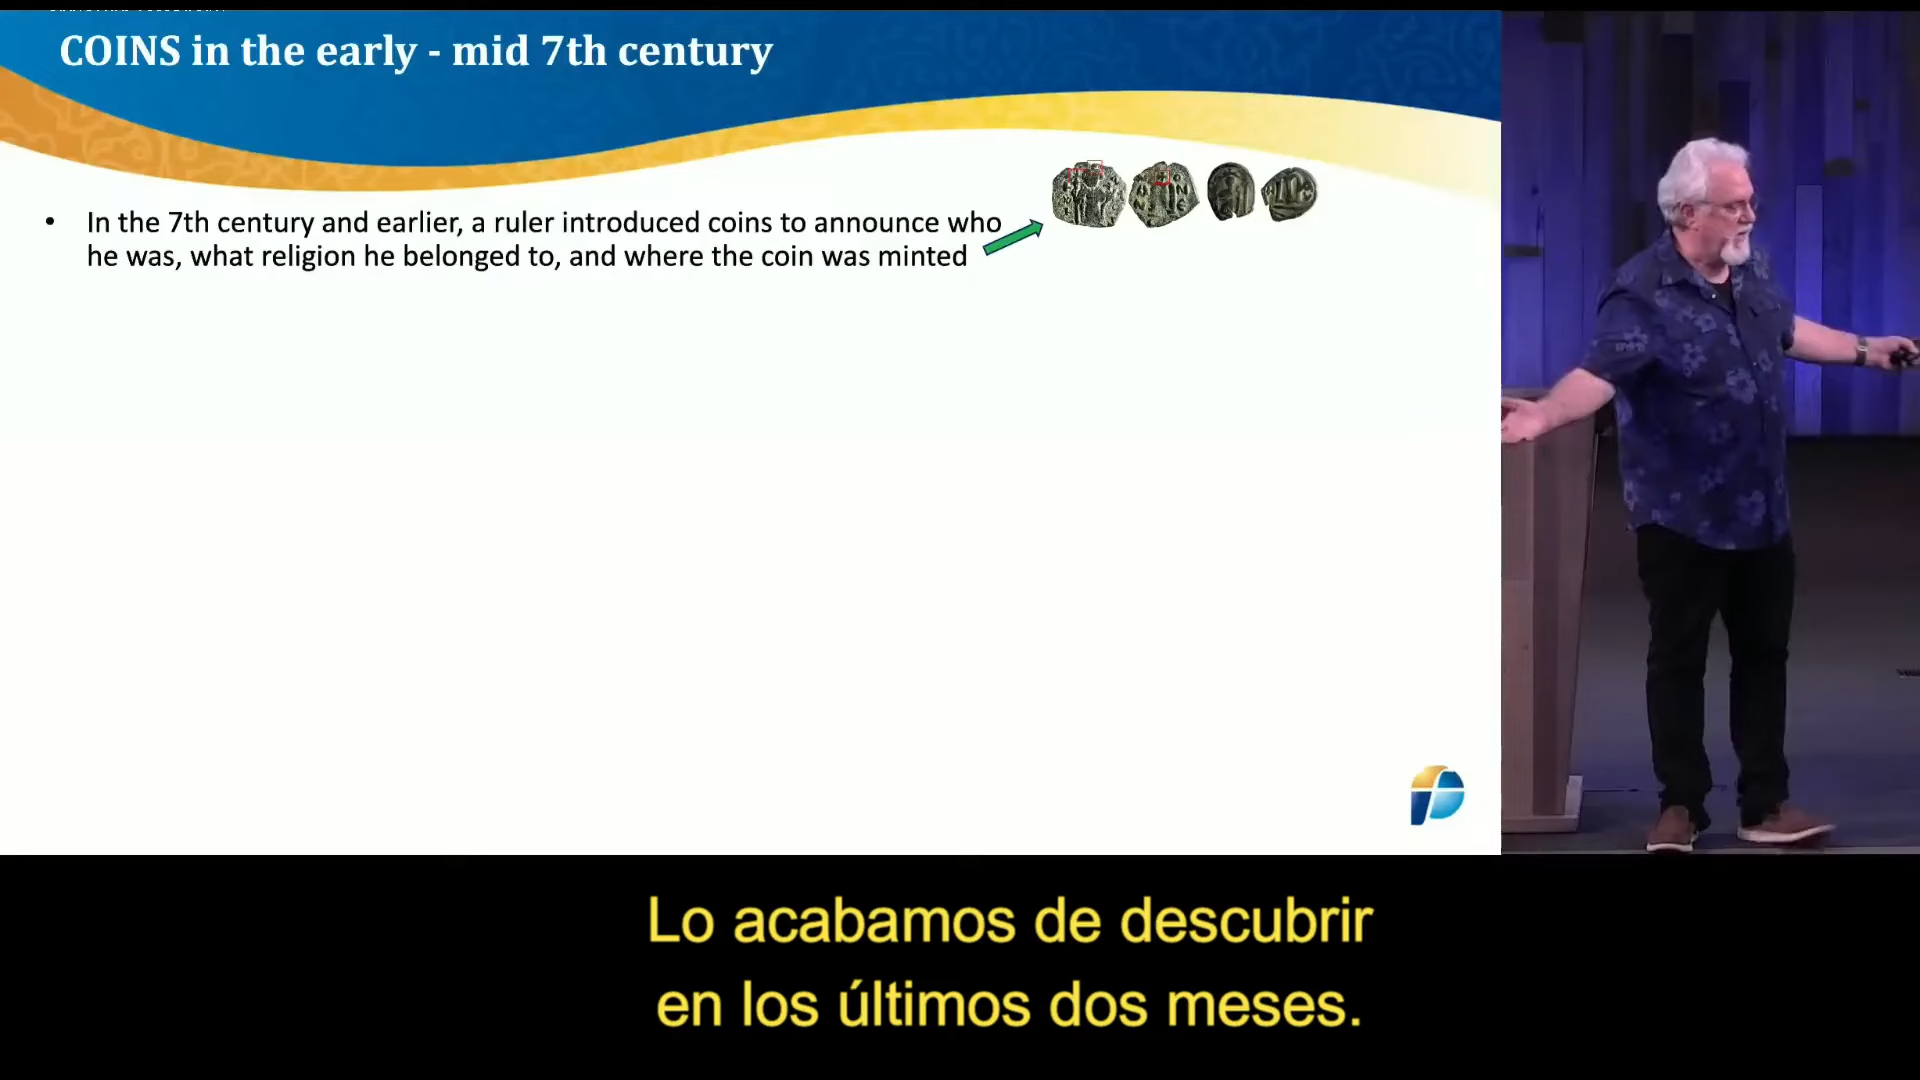 COINS in the early - mid 7th century
• In the 7th century and earlier, a ruler introduced coins to announce who
he was, what religion he belonged to, and where the coin was minted
Lo acabamos de descubrir
en los últimos dos meses.